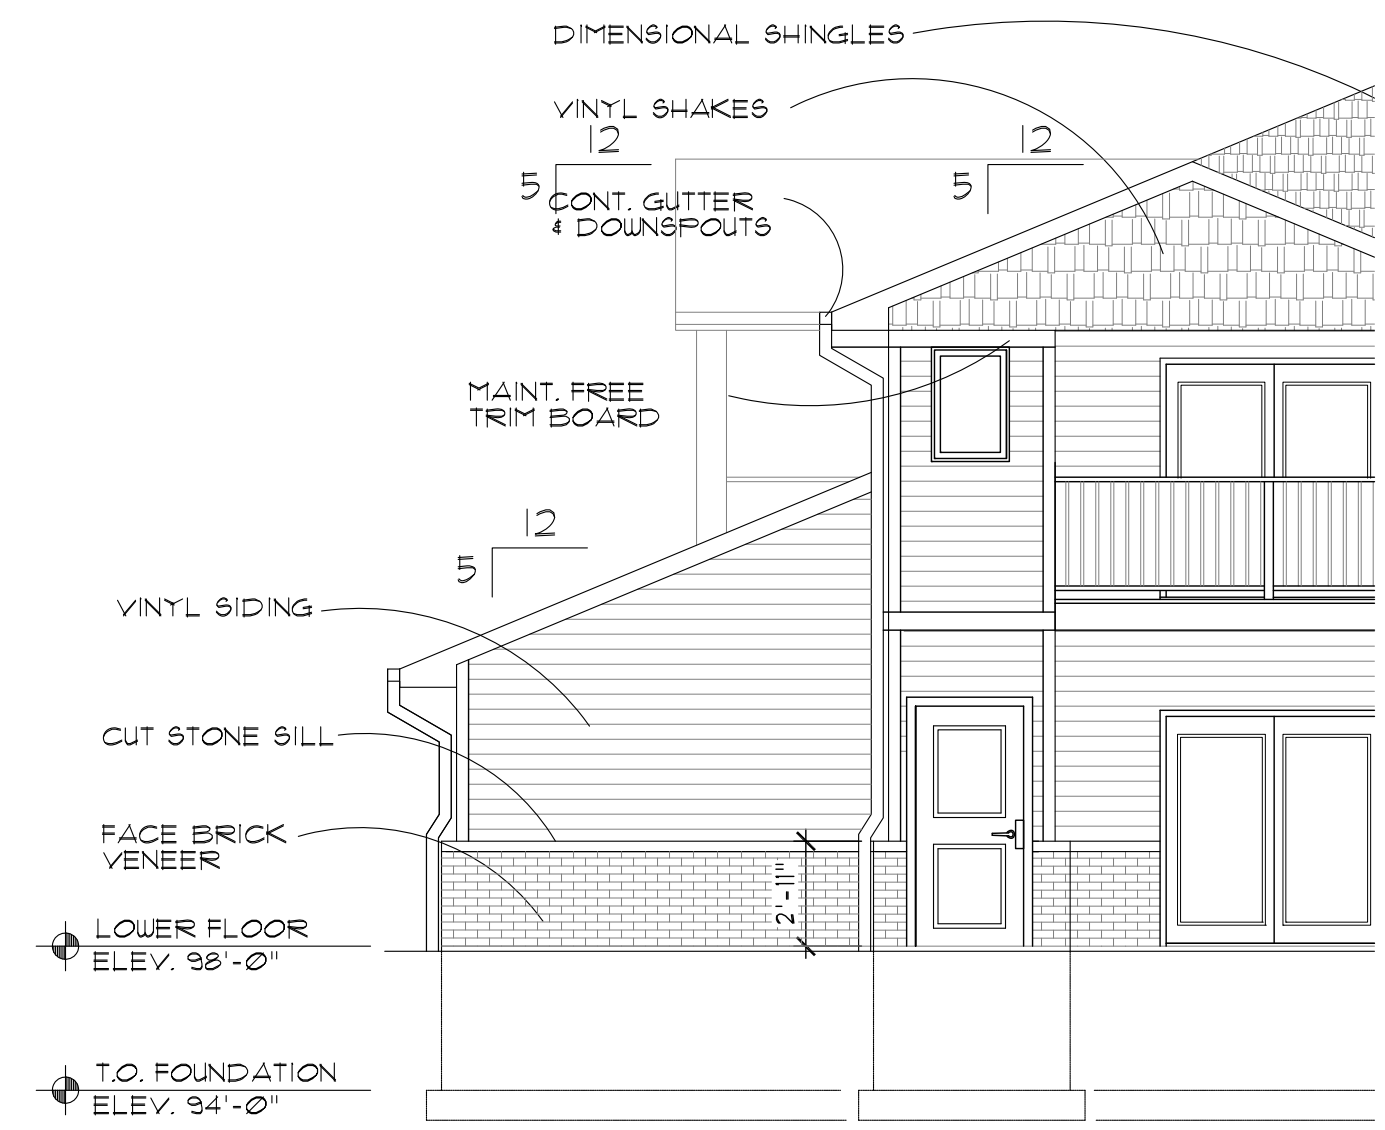 DIMENSIONAL SHINGLES
VINYL SHAKES
12
12
5
5
CONT. GUTTER
& DOWNSPOUTS
MAINT. FREE
TRIM BOARD
12
5
VINYL SIDING
CUT STONE SILL
FACE BRICK
VENEER
2'-11"
LOWER FLOOR
ELEV. 98'-0"
T.O. FOUNDATION
ELEV. 94'-0"